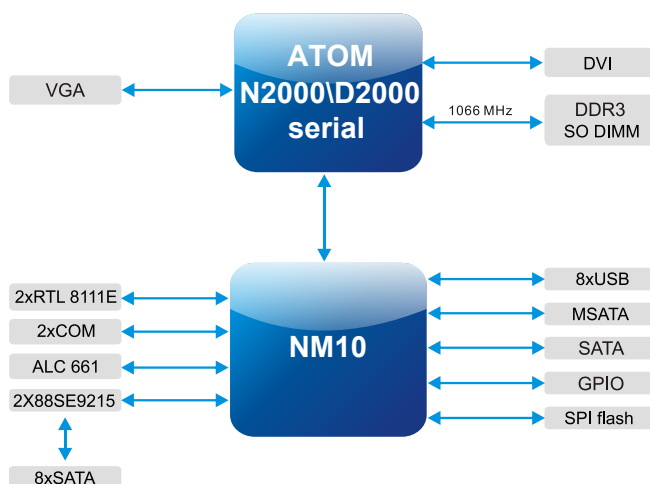 ATOM
N2000\D2000
serial
VGA
DVI
1066 MHz
DDR3
SO DIMM
NM10
2xRTL 8111E
2xCOM
ALC 661
2X88SE9215
8xSATA
8xUSB
MSATA
SATA
GPIO
SPI flash